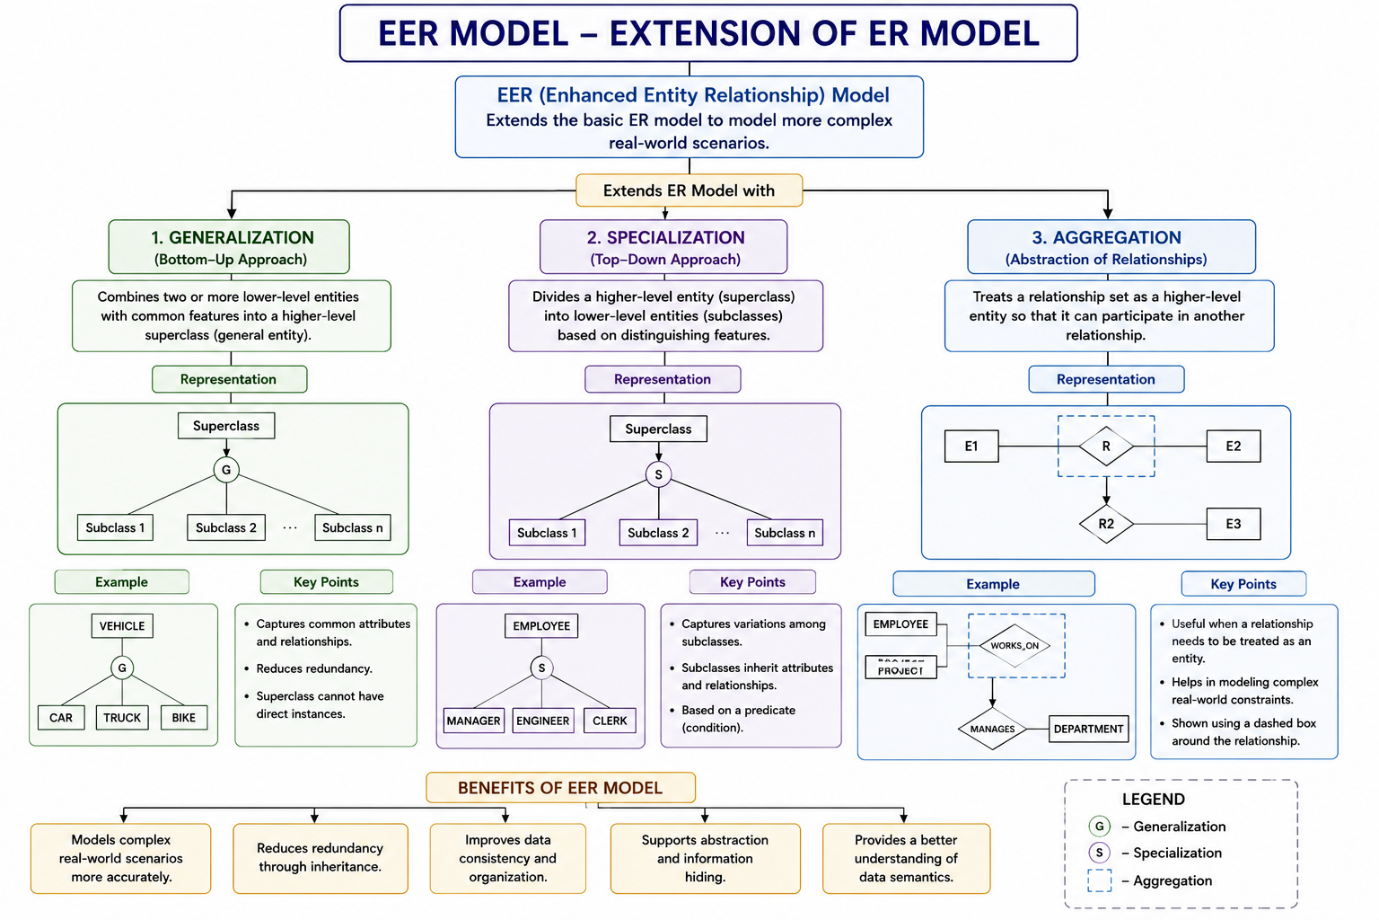 EER MODEL – EXTENSION OF ER MODEL
EER (Enhanced Entity Relationship) Model
Extends the basic ER model to model more complex
real-world scenarios.
Extends ER Model with
1. GENERALIZATION
(Bottom–Up Approach)
Combines two or more lower-level entities
with common features into a higher-level
superclass (general entity).
Representation
Superclass
G
Subclass 1
Subclass 2
...
Subclass n
Example
VEHICLE
G
CAR
TRUCK
BIKE
Key Points
• Captures common attributes
and relationships.
• Reduces redundancy.
• Superclass cannot have
direct instances.
2. SPECIALIZATION
(Top–Down Approach)
Divides a higher-level entity (superclass)
into lower-level entities (subclasses)
based on distinguishing features.
Representation
Superclass
S
Subclass 1
Subclass 2
...
Subclass n
Example
EMPLOYEE
S
MANAGER
ENGINEER
CLERK
Key Points
• Captures variations among
subclasses.
• Subclasses inherit attributes
and relationships.
• Based on a predicate
(condition).
3. AGGREGATION
(Abstraction of Relationships)
Treats a relationship set as a higher-level
entity so that it can participate in another
relationship.
Representation
E1
R
E2
R2
E3
Example
EMPLOYEE
PROJECT
WORKS_ON
MANAGES
DEPARTMENT
Key Points
• Useful when a relationship
needs to be treated as an
entity.
• Helps in modeling complex
real-world constraints.
• Shown using a dashed box
around the relationship.
BENEFITS OF EER MODEL
Models complex
real-world scenarios
more accurately.
Reduces redundancy
through inheritance.
Improves data
consistency and
organization.
Supports abstraction
and information
hiding.
Provides a better
understanding of
data semantics.
LEGEND
G – Generalization
S – Specialization
– Aggregation